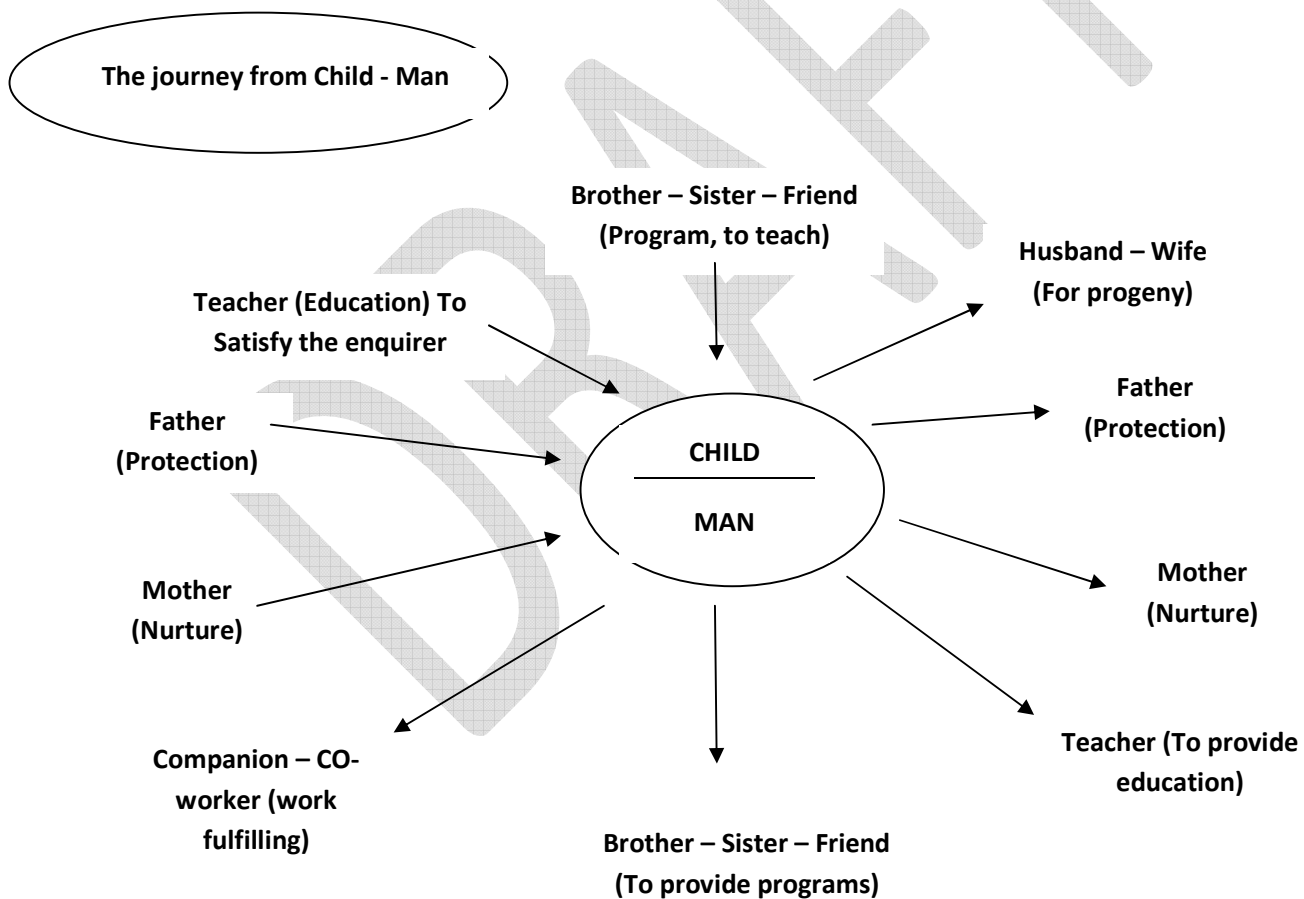 The journey from Child - Man
Brother – Sister – Friend
(Program, to teach)
Husband – Wife
(For progeny)
Teacher (Education) To
Satisfy the enquirer
Father
(Protection)
Father
(Protection)
CHILD
MAN
Mother
(Nurture)
Mother
(Nurture)
Companion – CO-
worker (work
fulfilling)
Teacher (To provide
education)
Brother – Sister – Friend
(To provide programs)
DRAFT